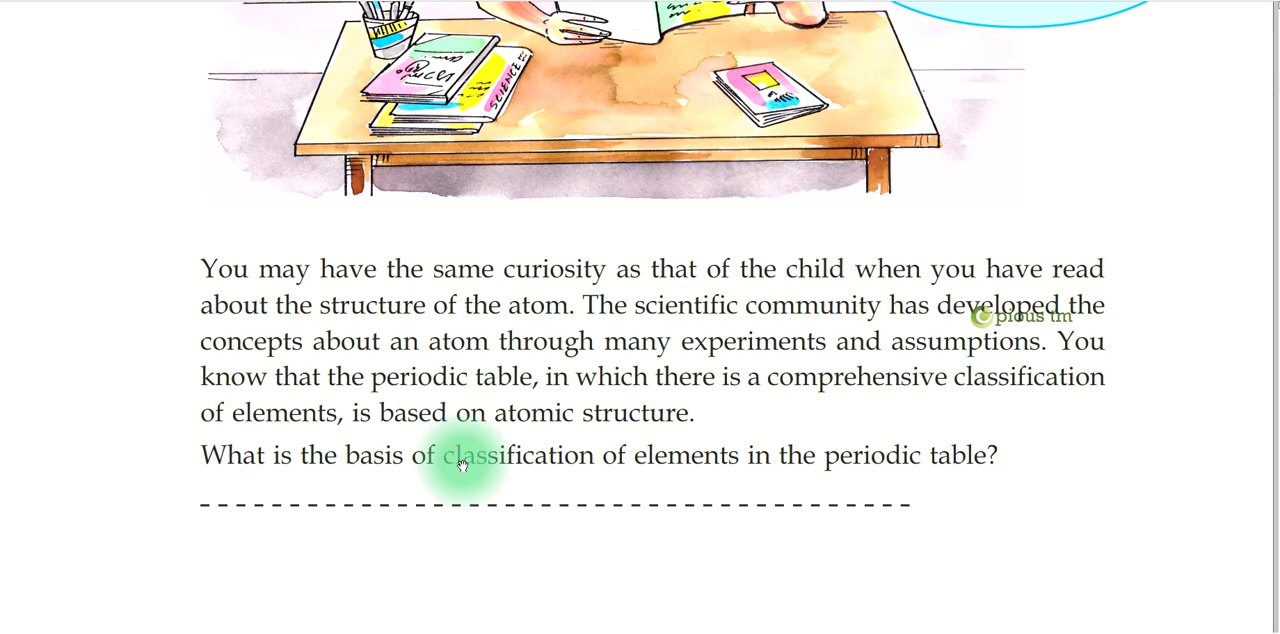 SCIENCE
You may have the same curiosity as that of the child when you have read
about the structure of the atom. The scientific community has developed the
pious tm
concepts about an atom through many experiments and assumptions. You
know that the periodic table, in which there is a comprehensive classification
of elements, is based on atomic structure.
What is the basis of classification of elements in the periodic table?